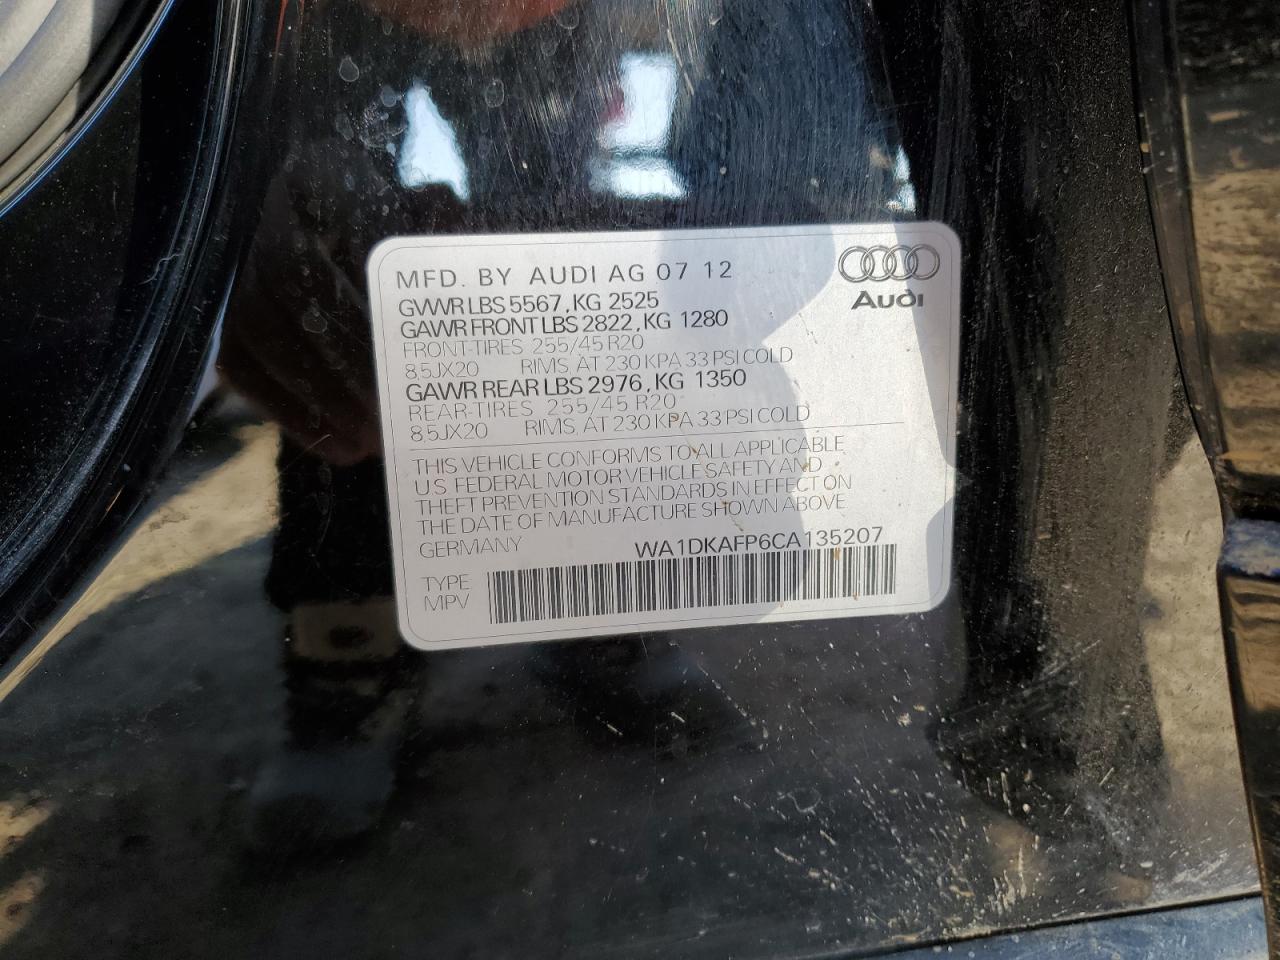 MFD. BY AUDI AG 07 12
Audi
GVWR LBS 5567, KG 2525
GAWR FRONT LBS 2822, KG 1280
FRONT-TIRES 255/45 R20
8,5JX20 RIMS, AT 230 KPA 33 PSI COLD
GAWR REAR LBS 2976, KG 1350
REAR-TIRES 255/45 R20
8,5JX20 RIMS, AT 230 KPA 33 PSI COLD
THIS VEHICLE CONFORMS TO ALL APPLICABLE
U.S. FEDERAL MOTOR VEHICLE SAFETY AND
THEFT PREVENTION STANDARDS IN EFFECT ON
THE DATE OF MANUFACTURE SHOWN ABOVE
GERMANY WA1DKAFP6CA135207
TYPE
MPV